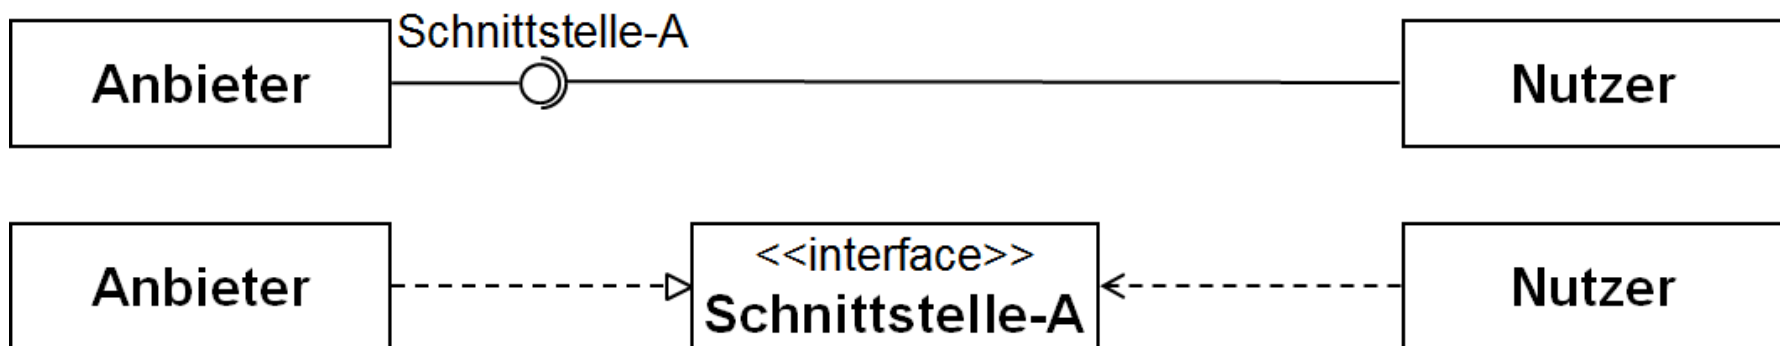 Schnittstelle-A
Anbieter
Nutzer
<<interface>>
Anbieter
Schnittstelle-A
Nutzer